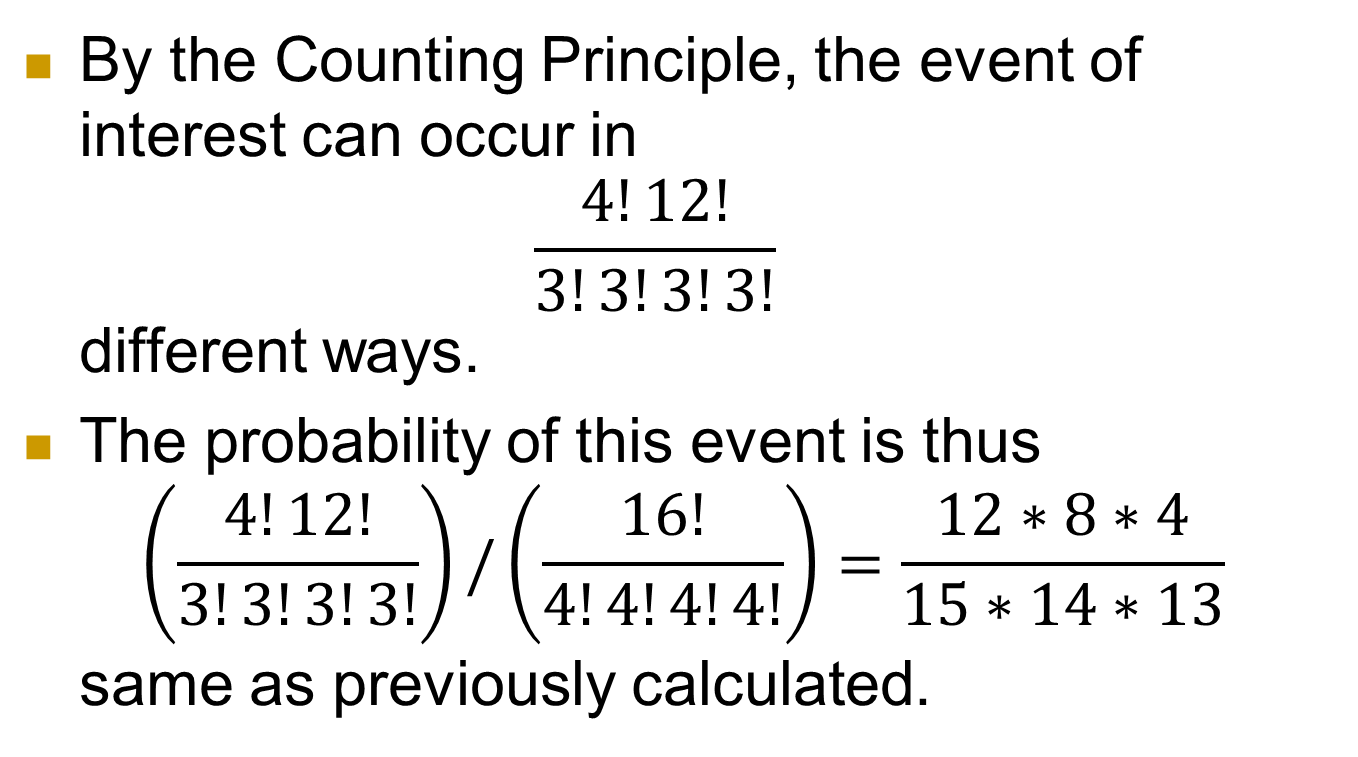 ■ By the Counting Principle, the event of
interest can occur in
4! 12!
3! 3! 3! 3!
different ways.
■ The probability of this event is thus
(4! 12! / 3! 3! 3! 3!) / (16! / 4! 4! 4! 4!) = 12 ∗ 8 ∗ 4 / 15 ∗ 14 ∗ 13
same as previously calculated.